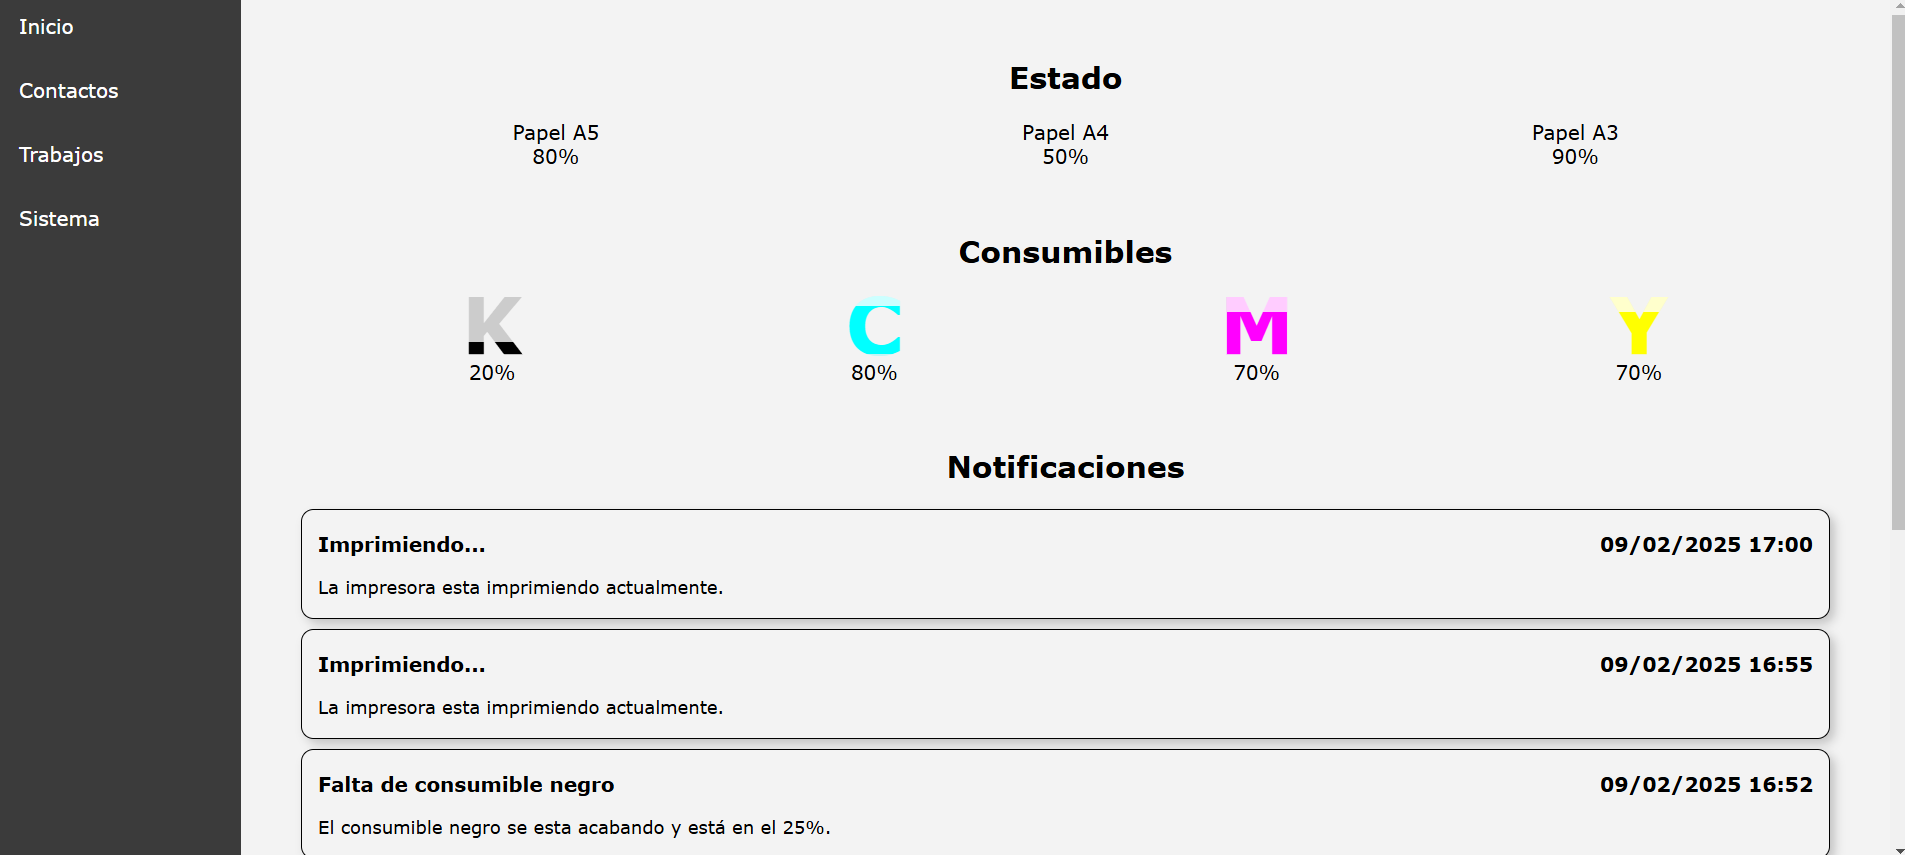 Inicio
Contactos
Trabajos
Sistema
Estado
Papel A5
80%
Papel A4
50%
Papel A3
90%
Consumibles
K
20%
C
80%
M
70%
Y
70%
Notificaciones
Imprimiendo... 09/02/2025 17:00
La impresora esta imprimiendo actualmente.
Imprimiendo... 09/02/2025 16:55
La impresora esta imprimiendo actualmente.
Falta de consumible negro 09/02/2025 16:52
El consumible negro se esta acabando y está en el 25%.